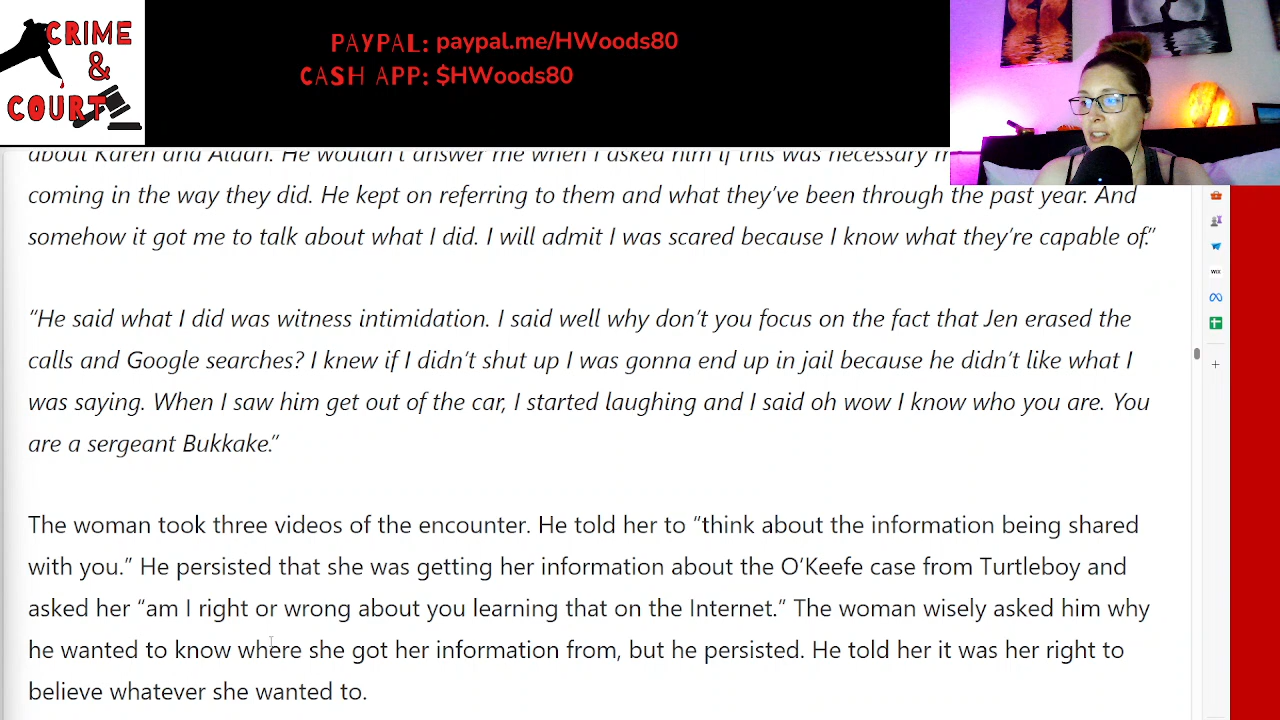 CRIME
&
COURT
PAYPAL: paypal.me/HWoods80
CASH APP: $HWoods80
about Karen and Aidan. He wouldn't answer me when I asked him if this was necessary
coming in the way they did. He kept on referring to them and what they've been through the past year. And
somehow it got me to talk about what I did. I will admit I was scared because I know what they're capable of."
"He said what I did was witness intimidation. I said well why don't you focus on the fact that Jen erased the
calls and Google searches? I knew if I didn't shut up I was gonna end up in jail because he didn't like what I
was saying. When I saw him get out of the car, I started laughing and I said oh wow I know who you are. You
are a sergeant Bukkake."
The woman took three videos of the encounter. He told her to "think about the information being shared
with you." He persisted that she was getting her information about the O'Keefe case from Turtleboy and
asked her "am I right or wrong about you learning that on the Internet." The woman wisely asked him why
he wanted to know where she got her information from, but he persisted. He told her it was her right to
believe whatever she wanted to.
WIX